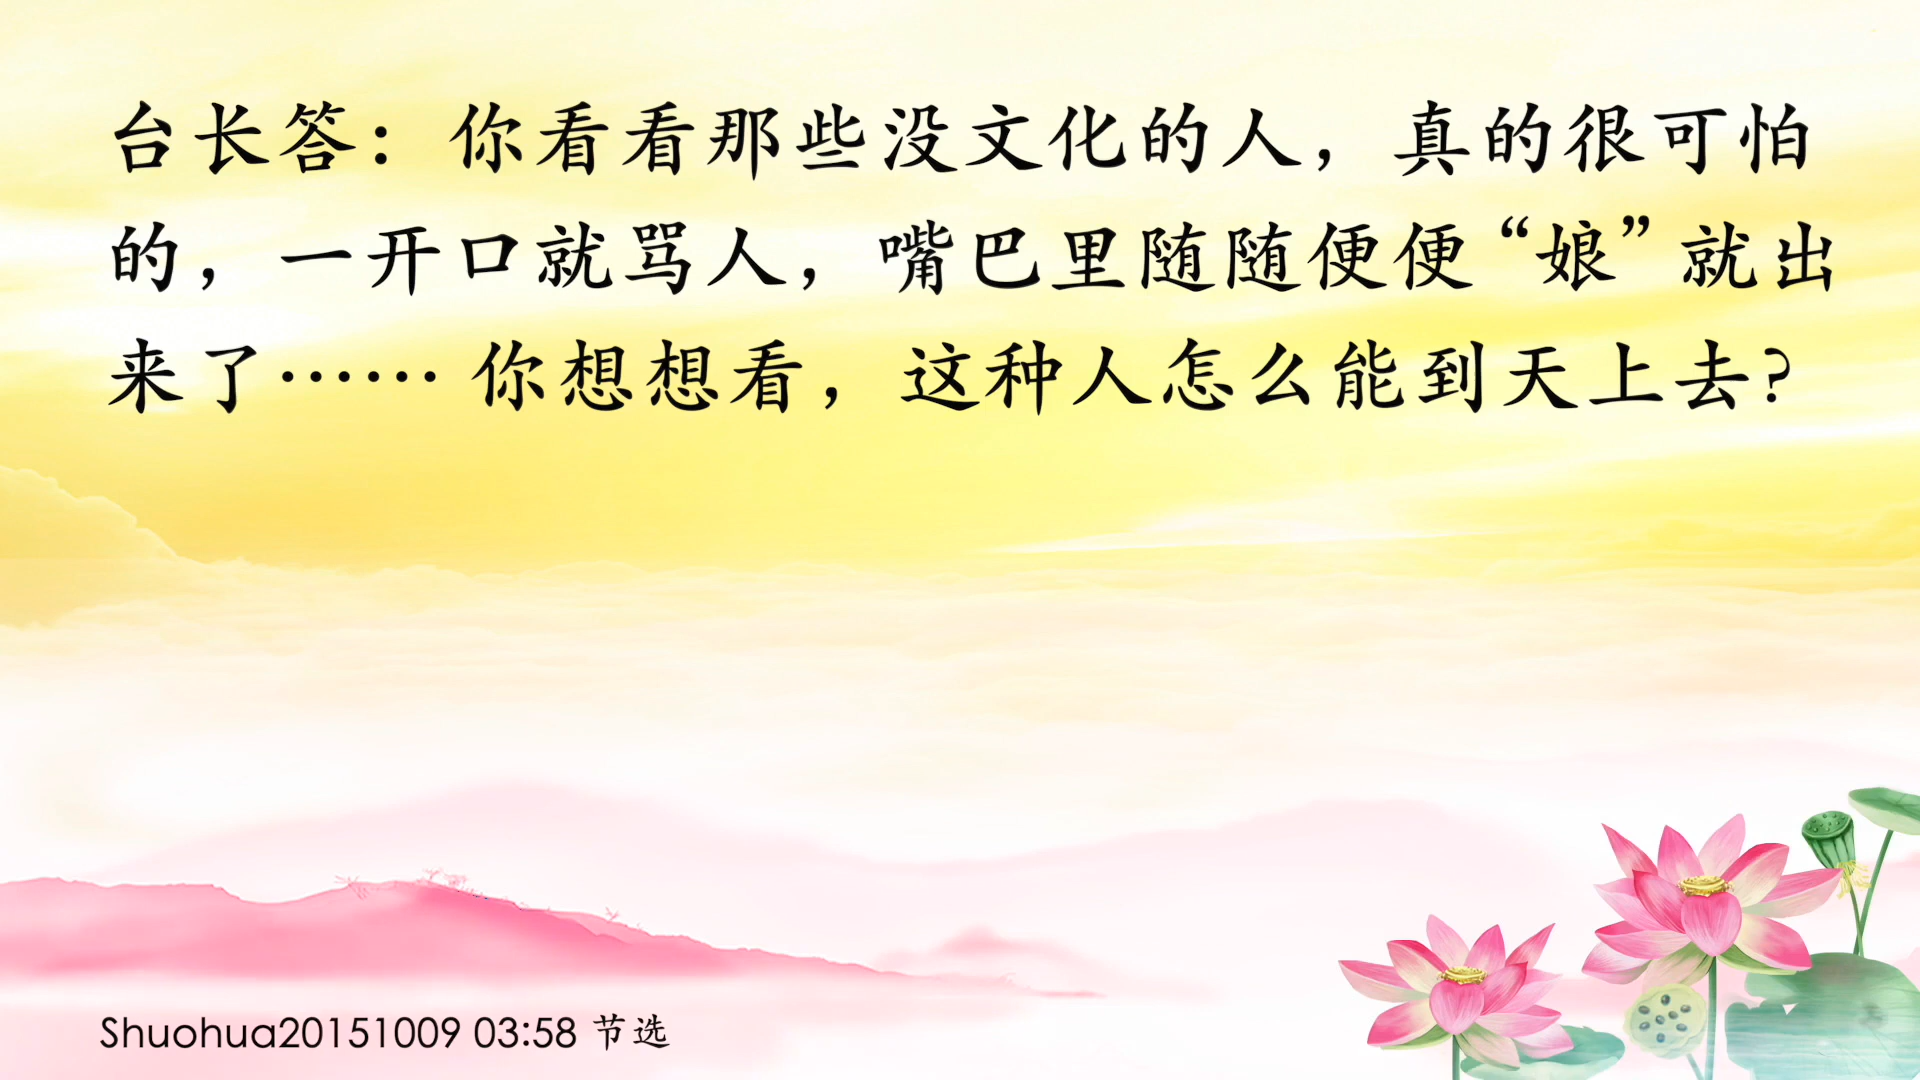 台长答：你看看那些没文化的人，真的很可怕
的，一开口就骂人，嘴巴里随随便便“娘”就出
来了…… 你想想看，这种人怎么能到天上去？
Shuohua20151009 03:58 节选